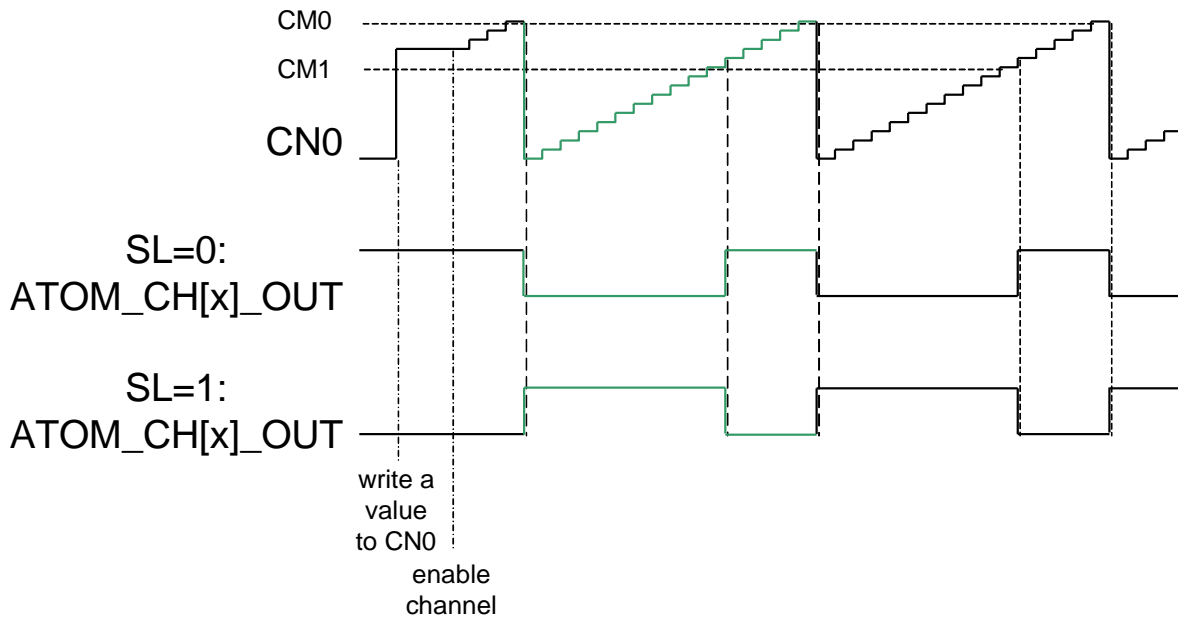 CM0
CM1
CN0
SL=0:
ATOM_CH[x]_OUT
SL=1:
ATOM_CH[x]_OUT
write a
value
to CN0
enable
channel